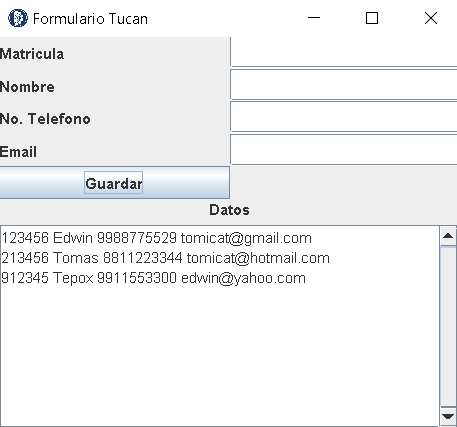 Formulario Tucan
Matricula
Nombre
No. Telefono
Email
Guardar
Datos
123456 Edwin 9988775529 tomicat@gmail.com
213456 Tomas 8811223344 tomicat@hotmail.com
912345 Tepox 9911553300 edwin@yahoo.com